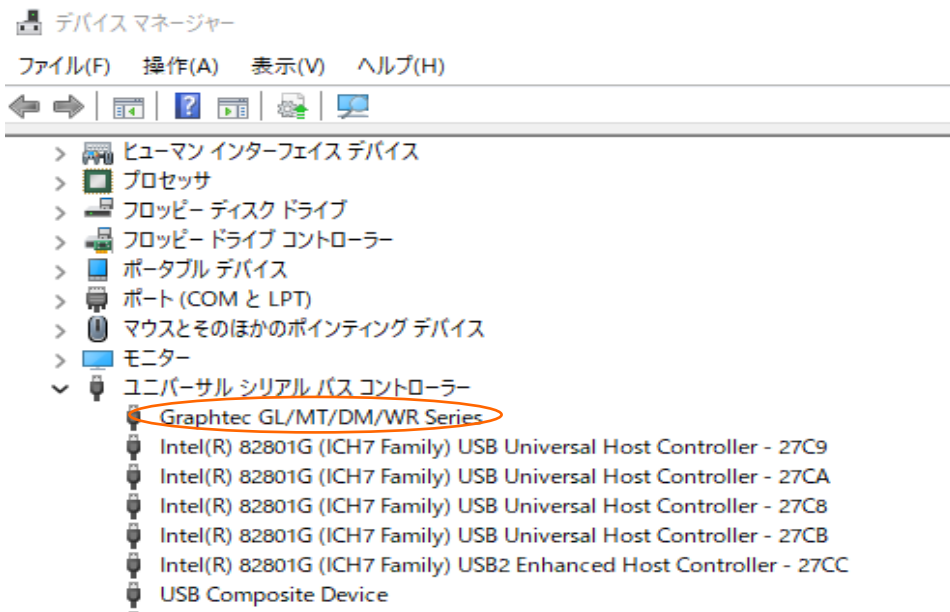 デバイス マネージャー
ファイル(F) 操作(A) 表示(V) ヘルプ(H)
ヒューマン インターフェイス デバイス
プロセッサ
フロッピー ディスク ドライブ
フロッピー ドライブ コントローラー
ポータブル デバイス
ポート (COM と LPT)
マウスとそのほかのポインティング デバイス
モニター
ユニバーサル シリアル バス コントローラー
Graphtec GL/MT/DM/WR Series
Intel(R) 82801G (ICH7 Family) USB Universal Host Controller - 27C9
Intel(R) 82801G (ICH7 Family) USB Universal Host Controller - 27CA
Intel(R) 82801G (ICH7 Family) USB Universal Host Controller - 27C8
Intel(R) 82801G (ICH7 Family) USB Universal Host Controller - 27CB
Intel(R) 82801G (ICH7 Family) USB2 Enhanced Host Controller - 27CC
USB Composite Device